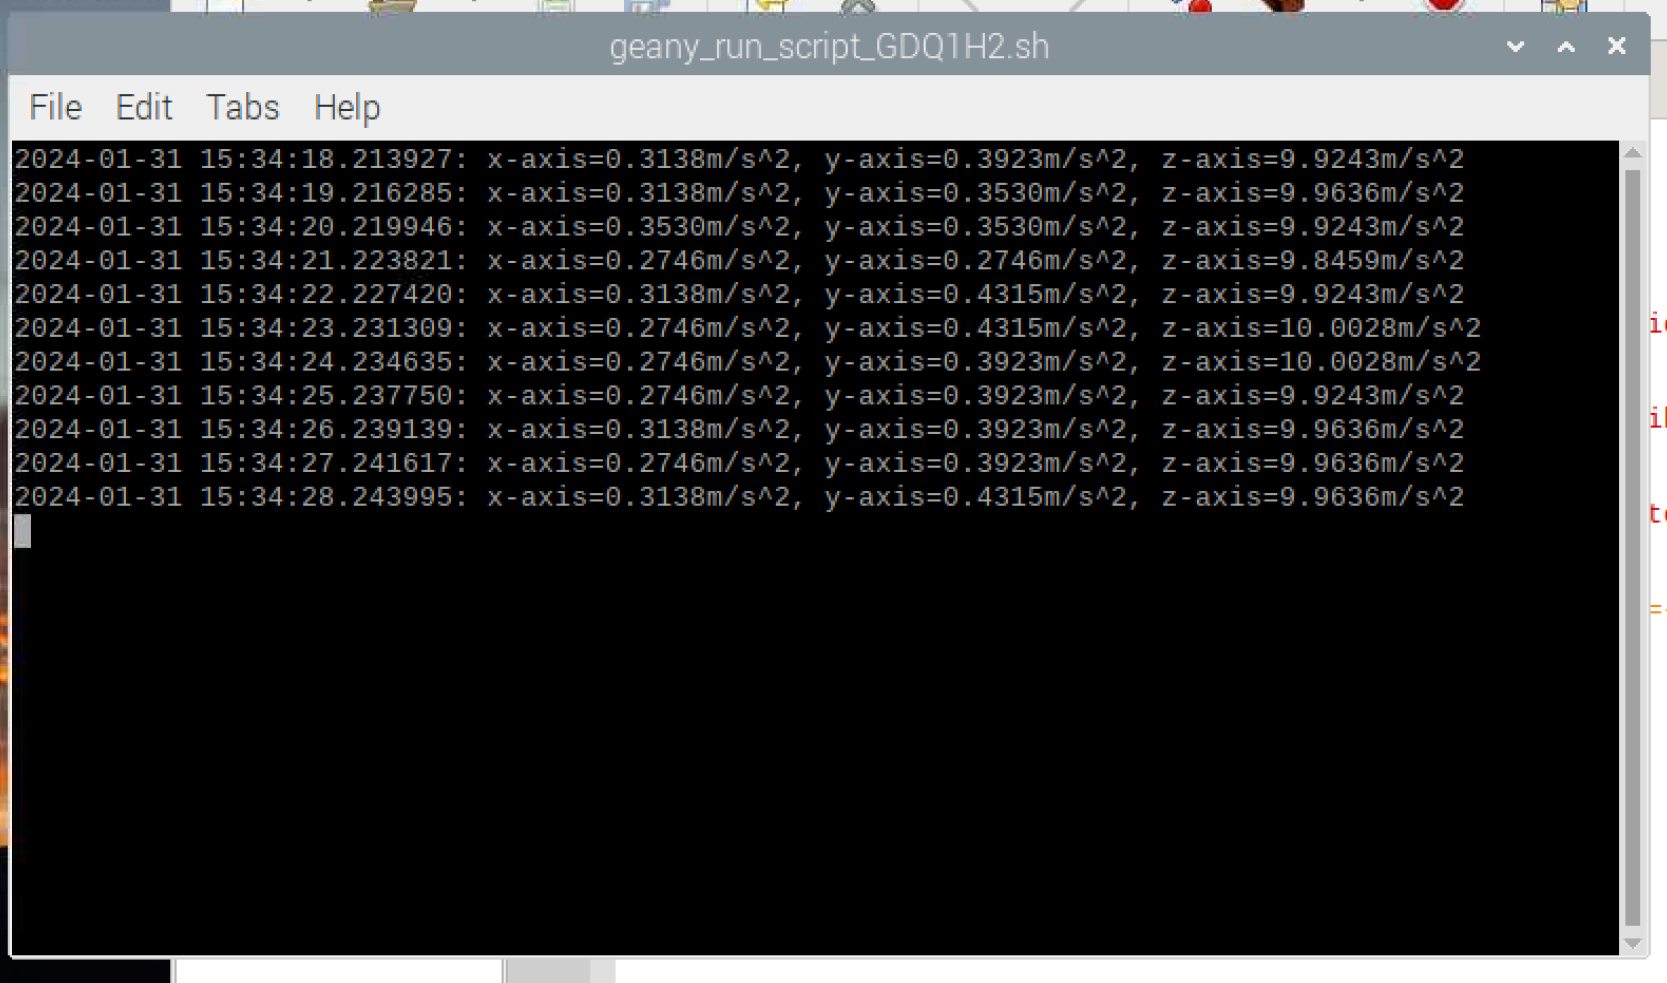 geany_run_script_GDQ1H2.sh
File Edit Tabs Help
2024-01-31 15:34:18.213927: x-axis=0.3138m/s^2, y-axis=0.3923m/s^2, z-axis=9.9243m/s^2
2024-01-31 15:34:19.216285: x-axis=0.3138m/s^2, y-axis=0.3530m/s^2, z-axis=9.9636m/s^2
2024-01-31 15:34:20.219946: x-axis=0.3530m/s^2, y-axis=0.3530m/s^2, z-axis=9.9243m/s^2
2024-01-31 15:34:21.223821: x-axis=0.2746m/s^2, y-axis=0.2746m/s^2, z-axis=9.8459m/s^2
2024-01-31 15:34:22.227420: x-axis=0.3138m/s^2, y-axis=0.4315m/s^2, z-axis=9.9243m/s^2
2024-01-31 15:34:23.231309: x-axis=0.2746m/s^2, y-axis=0.4315m/s^2, z-axis=10.0028m/s^2
2024-01-31 15:34:24.234635: x-axis=0.2746m/s^2, y-axis=0.3923m/s^2, z-axis=10.0028m/s^2
2024-01-31 15:34:25.237750: x-axis=0.2746m/s^2, y-axis=0.3923m/s^2, z-axis=9.9243m/s^2
2024-01-31 15:34:26.239139: x-axis=0.3138m/s^2, y-axis=0.3923m/s^2, z-axis=9.9636m/s^2
2024-01-31 15:34:27.241617: x-axis=0.2746m/s^2, y-axis=0.3923m/s^2, z-axis=9.9636m/s^2
2024-01-31 15:34:28.243995: x-axis=0.3138m/s^2, y-axis=0.4315m/s^2, z-axis=9.9636m/s^2